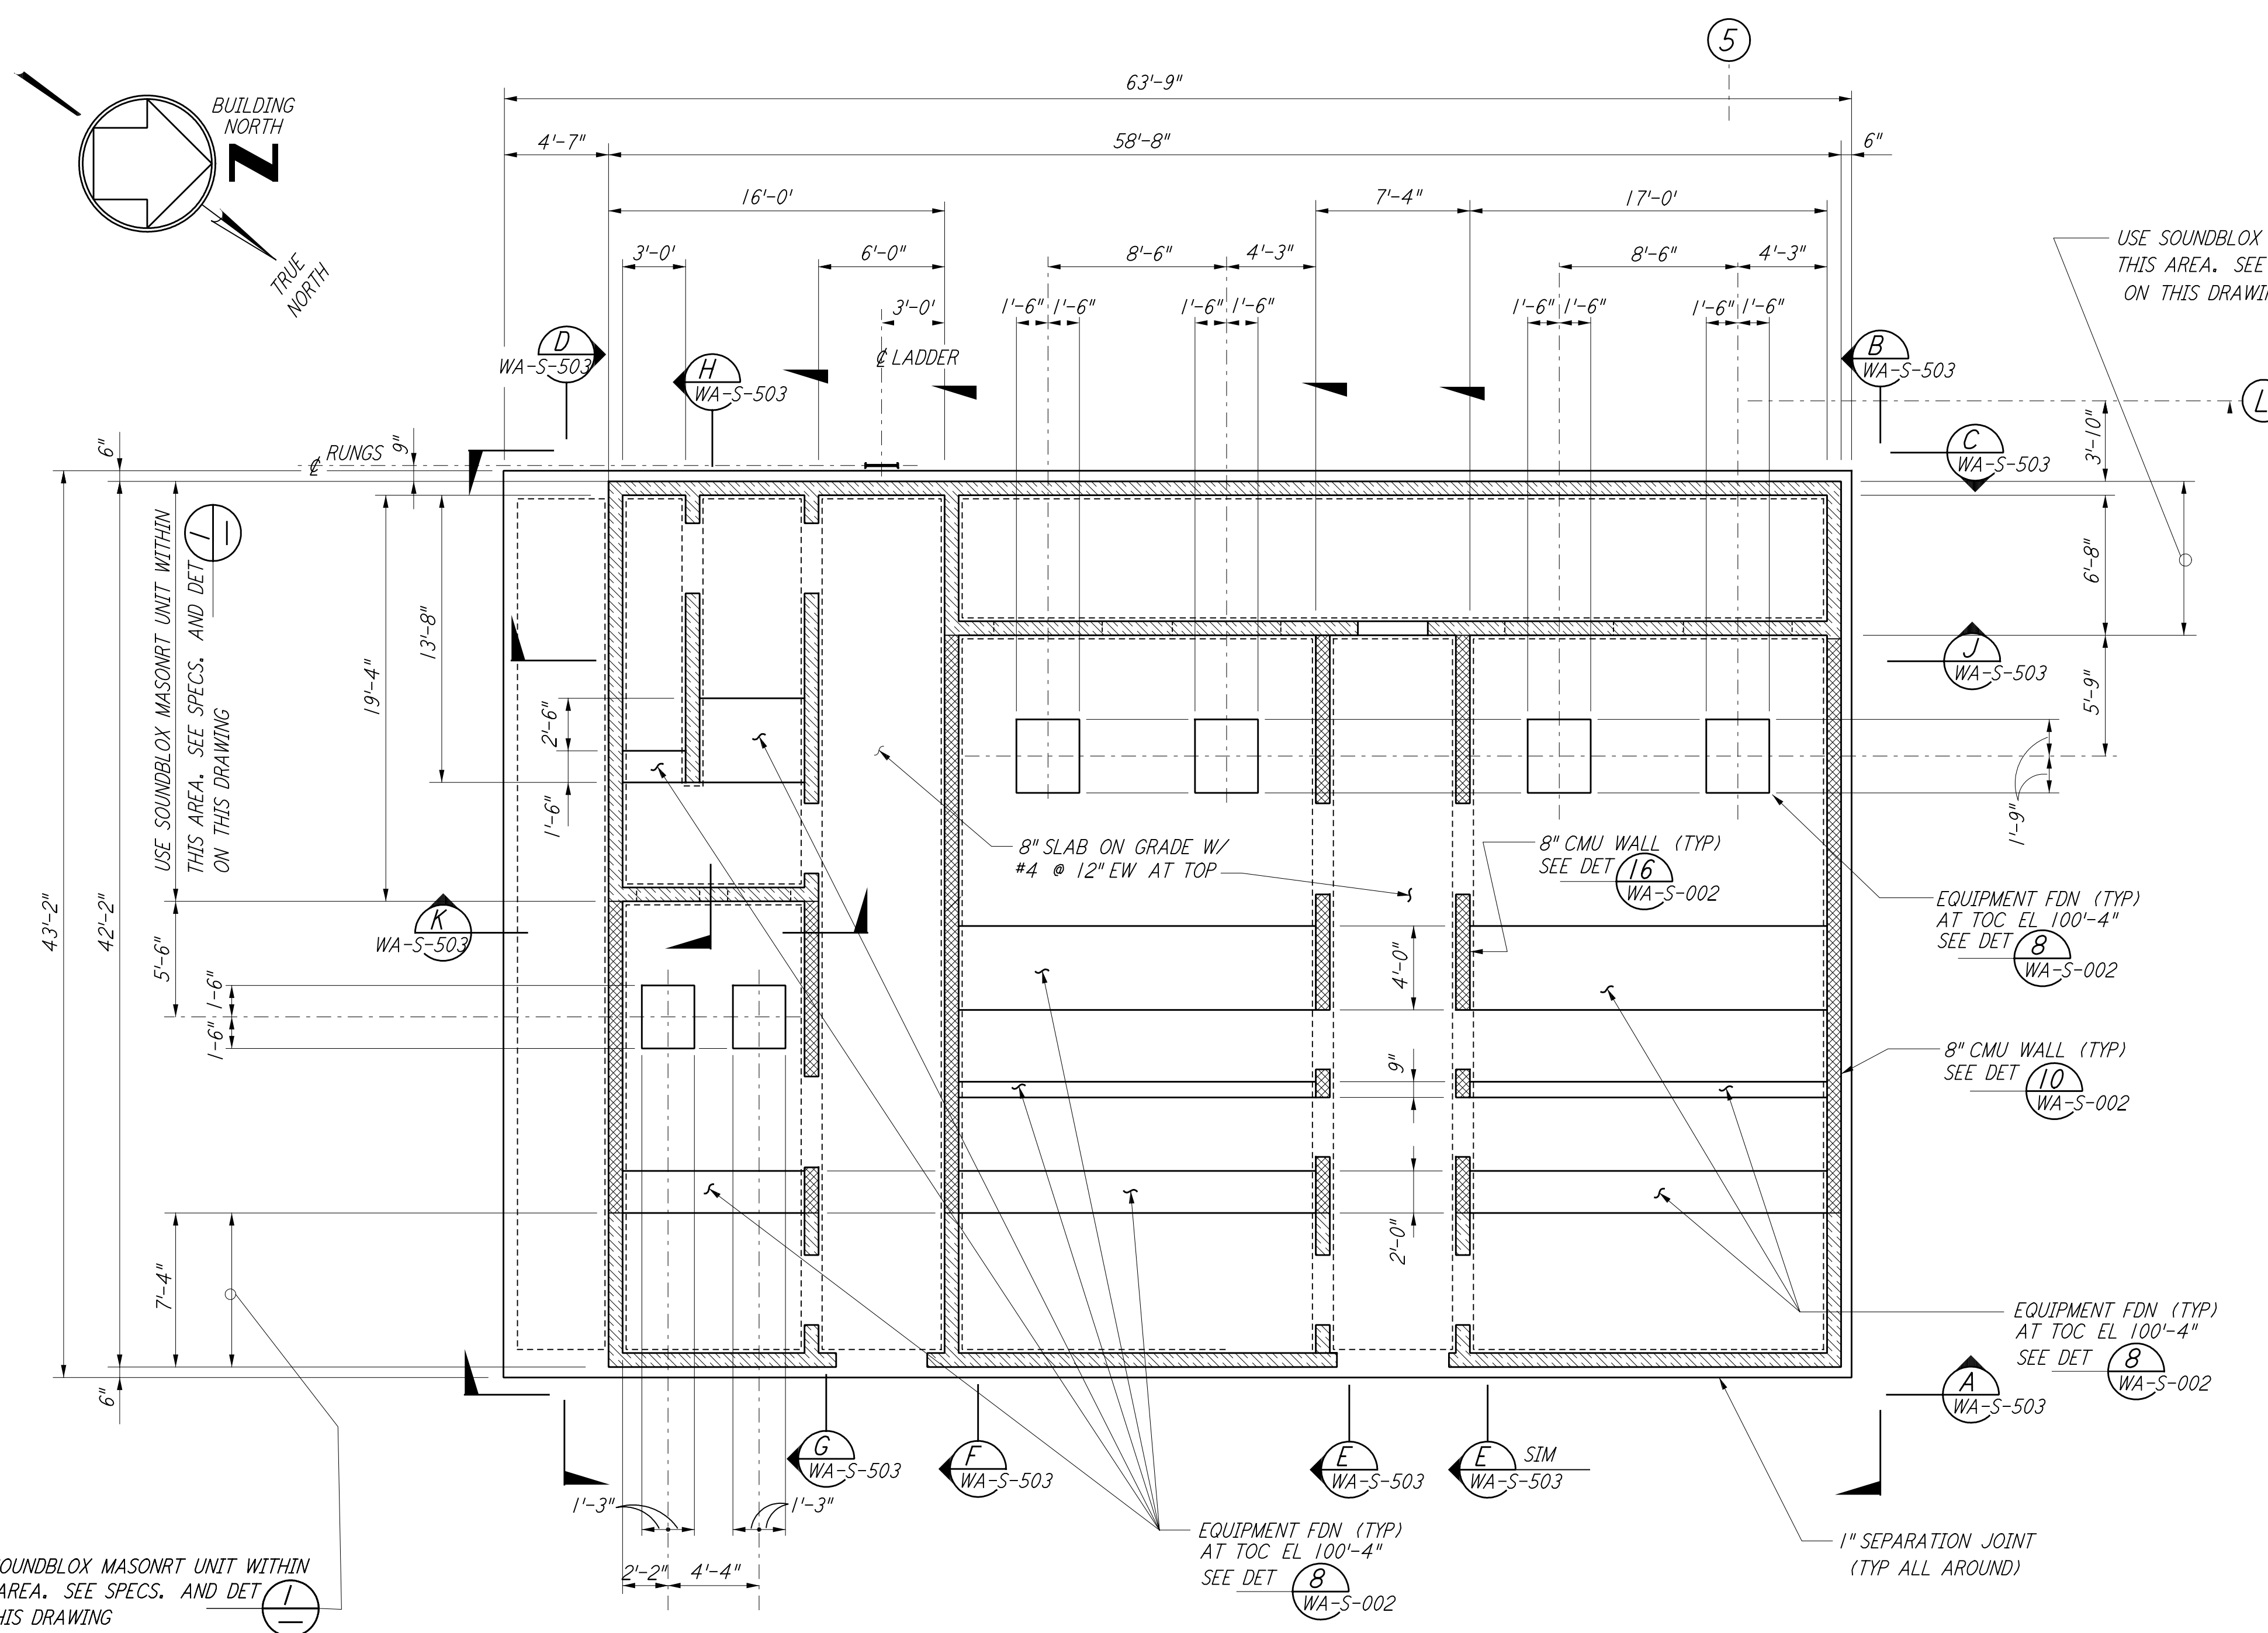 5
63'-9"
BUILDING
NORTH
N
TRUE
NORTH
4'-7"
58'-8"
6"
16'-0'
7'-4"
17'-0'
3'-0'
6'-0"
8'-6"
4'-3"
8'-6"
4'-3"
3'-0'
1'-6"
1'-6"
1'-6"
1'-6"
1'-6"
1'-6"
1'-6"
1'-6"
USE SOUNDBLOX
THIS AREA. SEE
ON THIS DRAWI
D
WA-S-503
H
WA-S-503
℄ LADDER
B
WA-S-503
L
C
WA-S-503
3'-10"
6"
℄ RUNGS
9"
USE SOUNDBLOX MASONRT UNIT WITHIN
THIS AREA. SEE SPECS. AND DET
ON THIS DRAWING
1
19'-4"
13'-8"
2'-6"
1'-6"
6'-8"
J
WA-S-503
5'-9"
1'-9"
43'-2"
42'-2"
8" SLAB ON GRADE W/
#4 @ 12" EW AT TOP
8" CMU WALL (TYP)
SEE DET
16
WA-S-002
EQUIPMENT FDN (TYP)
AT TOC EL 100'-4"
SEE DET
8
WA-S-002
K
WA-S-503
5'-6"
1-6"
1-6"
4'-0"
9"
2'-0"
8" CMU WALL (TYP)
SEE DET
10
WA-S-002
7'-4"
6"
EQUIPMENT FDN (TYP)
AT TOC EL 100'-4"
SEE DET
8
WA-S-002
A
WA-S-503
G
WA-S-503
F
WA-S-503
E
WA-S-503
E
WA-S-503
SIM
1'-3"
1'-3"
2'-2"
4'-4"
EQUIPMENT FDN (TYP)
AT TOC EL 100'-4"
SEE DET
8
WA-S-002
1" SEPARATION JOINT
(TYP ALL AROUND)
OUNDBLOX MASONRT UNIT WITHIN
AREA. SEE SPECS. AND DET
HIS DRAWING
1